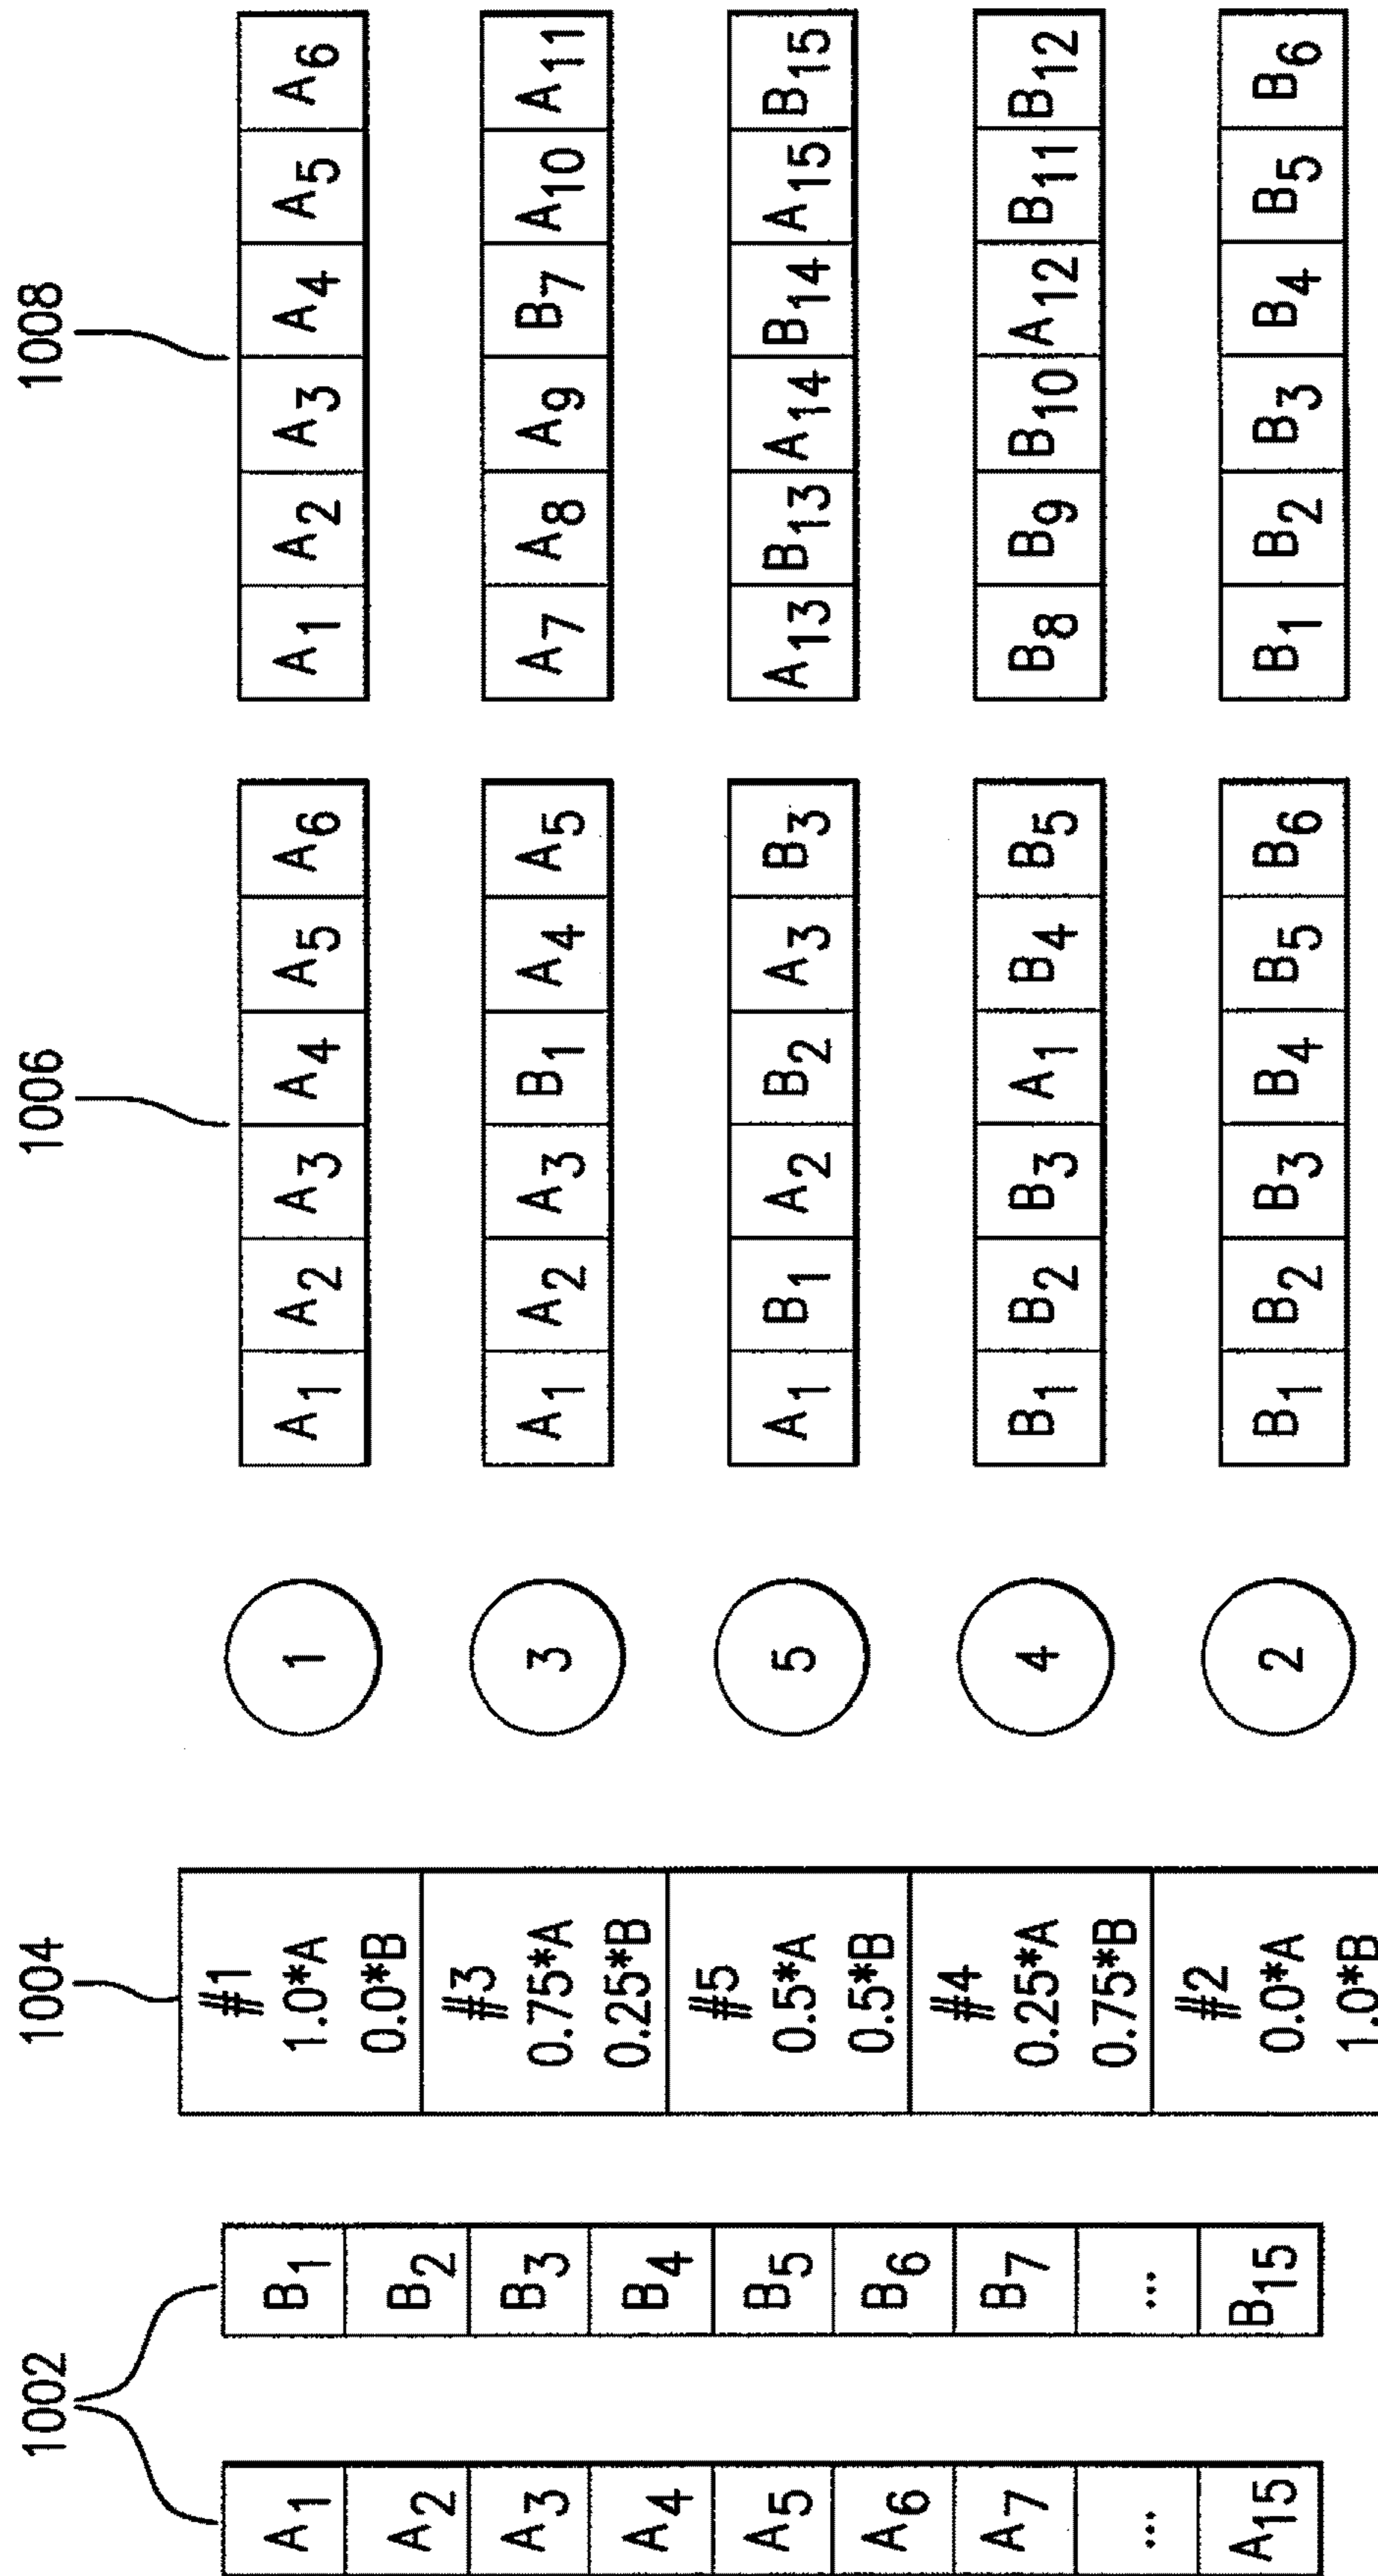 1002
A1
A2
A3
A4
A5
A6
A7
...
A15
B1
B2
B3
B4
B5
B6
B7
...
B15
1004
#1
1.0*A
0.0*B
#3
0.75*A
0.25*B
#5
0.5*A
0.5*B
#4
0.25*A
0.75*B
#2
0.0*A
1.0*B
1
3
5
4
2
1006
A1 A2 A3 A4 A5 A6
A1 A2 A3 B1 A4 A5
A1 B1 A2 B2 A3 B3
B1 B2 B3 A1 B4 B5
B1 B2 B3 B4 B5 B6
1008
A1 A2 A3 A4 A5 A6
A7 A8 A9 B7 A10 A11
A13 B13 A14 B14 A15 B15
B8 B9 B10 A12 B11 B12
B1 B2 B3 B4 B5 B6